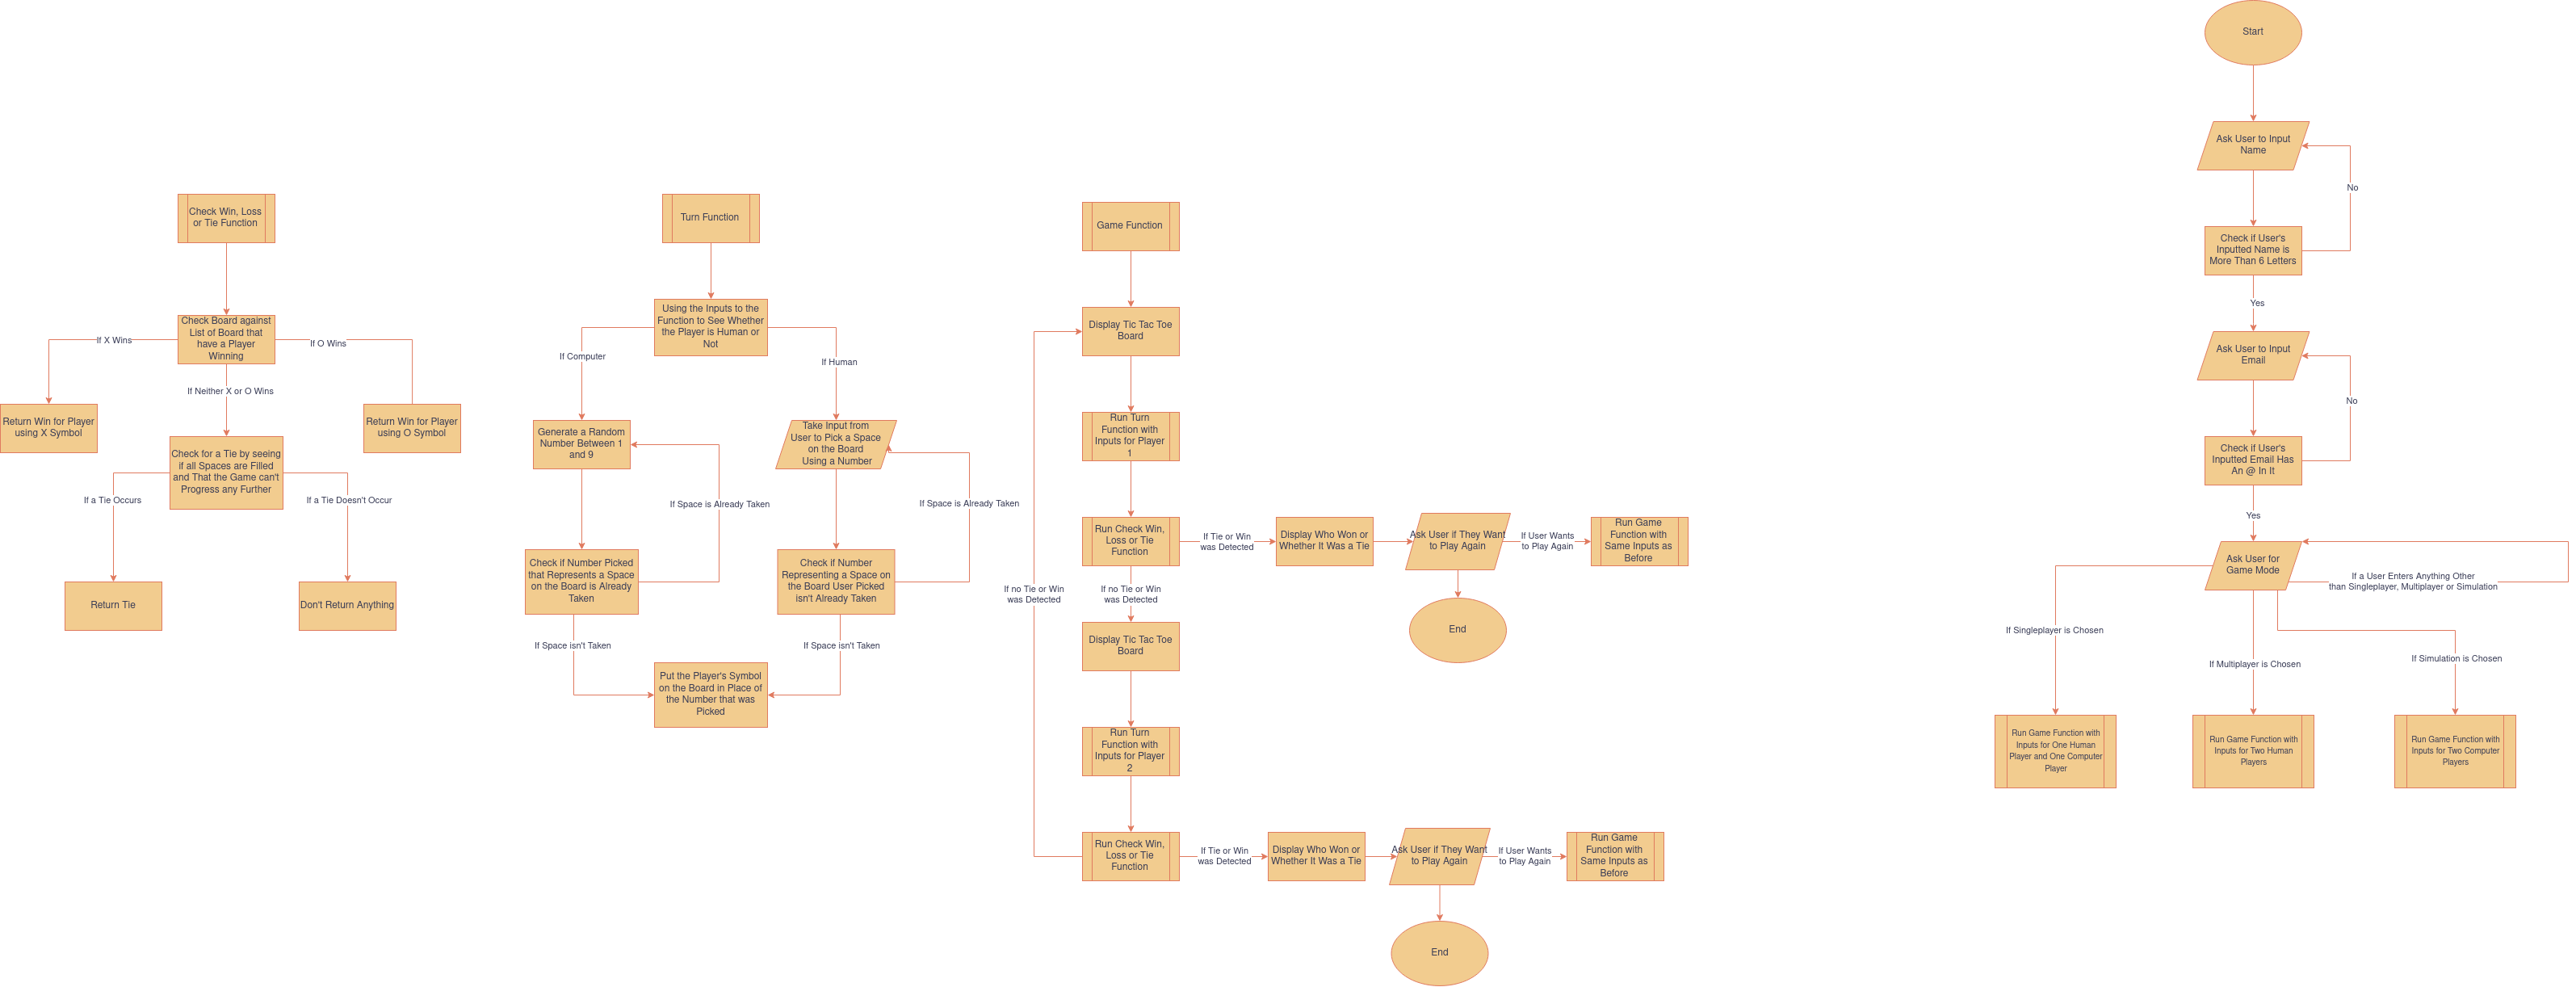 Check Win, Loss
or Tie Function
Check Board against
List of Board that
have a Player
Winning
If X Wins
If O Wins
If Neither X or O Wins
Return Win for Player
using X Symbol
Return Win for Player
using O Symbol
Check for a Tie by seeing
if all Spaces are Filled
and That the Game can't
Progress any Further
If a Tie Occurs
If a Tie Doesn't Occur
Return Tie
Don't Return Anything
Turn Function
Using the Inputs to the
Function to See Whether
the Player is Human or
Not
If Computer
If Human
Generate a Random
Number Between 1
and 9
Take Input from
User to Pick a Space
on the Board
Using a Number
If Space is Already Taken
If Space is Already Taken
Check if Number Picked
that Represents a Space
on the Board is Already
Taken
Check if Number
Representing a Space on
the Board User Picked
isn't Already Taken
If Space isn't Taken
If Space isn't Taken
Put the Player's Symbol
on the Board in Place of
the Number that was
Picked
Game Function
Display Tic Tac Toe
Board
Run Turn
Function with
Inputs for Player
1
Run Check Win,
Loss or Tie
Function
If Tie or Win
was Detected
Display Who Won or
Whether It Was a Tie
Ask User if They Want
to Play Again
If User Wants
to Play Again
Run Game
Function with
Same Inputs as
Before
End
If no Tie or Win
was Detected
If no Tie or Win
was Detected
Display Tic Tac Toe
Board
Run Turn
Function with
Inputs for Player
2
Run Check Win,
Loss or Tie
Function
If Tie or Win
was Detected
Display Who Won or
Whether It Was a Tie
Ask User if They Want
to Play Again
If User Wants
to Play Again
Run Game
Function with
Same Inputs as
Before
End
Start
Ask User to Input
Name
No
Check if User's
Inputted Name is
More Than 6 Letters
Yes
Ask User to Input
Email
No
Check if User's
Inputted Email Has
An @ In It
Yes
Ask User for
Game Mode
If a User Enters Anything Other
than Singleplayer, Multiplayer or Simulation
If Singleplayer is Chosen
If Multiplayer is Chosen
If Simulation is Chosen
Run Game Function with
Inputs for One Human
Player and One Computer
Player
Run Game Function with
Inputs for Two Human
Players
Run Game Function with
Inputs for Two Computer
Players